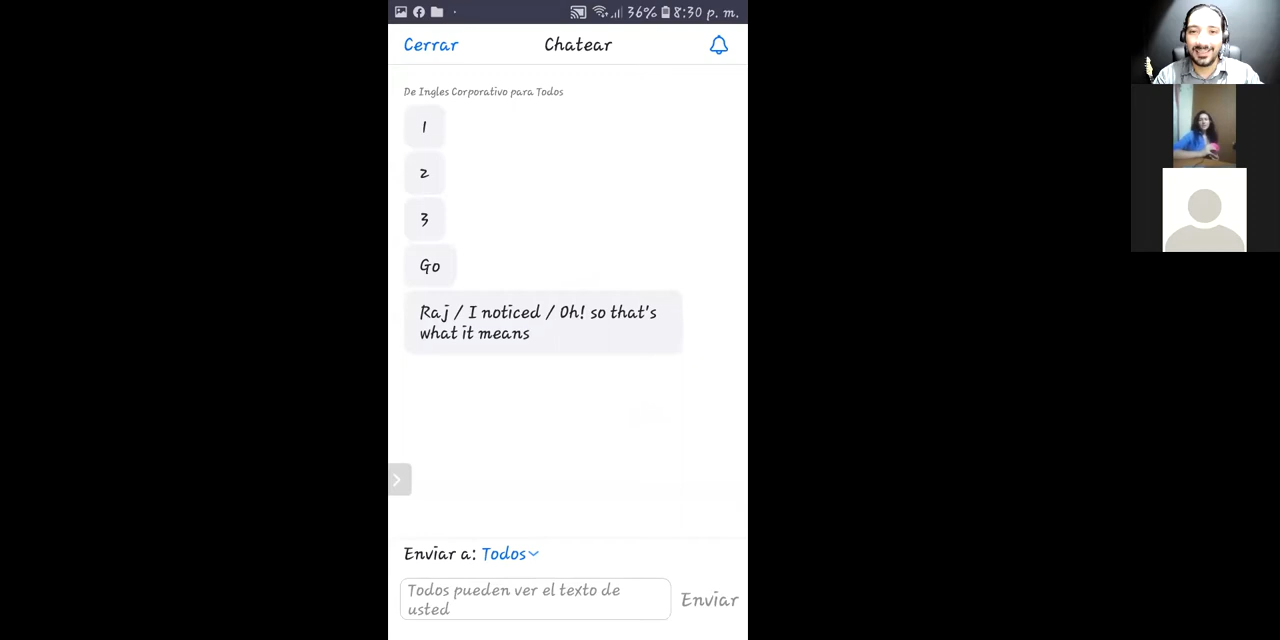 36% 8:30 p. m.
Cerrar Chatear
De Ingles Corporativo para Todos
1
2
3
Go
Raj / I noticed / Oh! so that's
what it means
Enviar a: Todos
Todos pueden ver el texto de
usted
Enviar